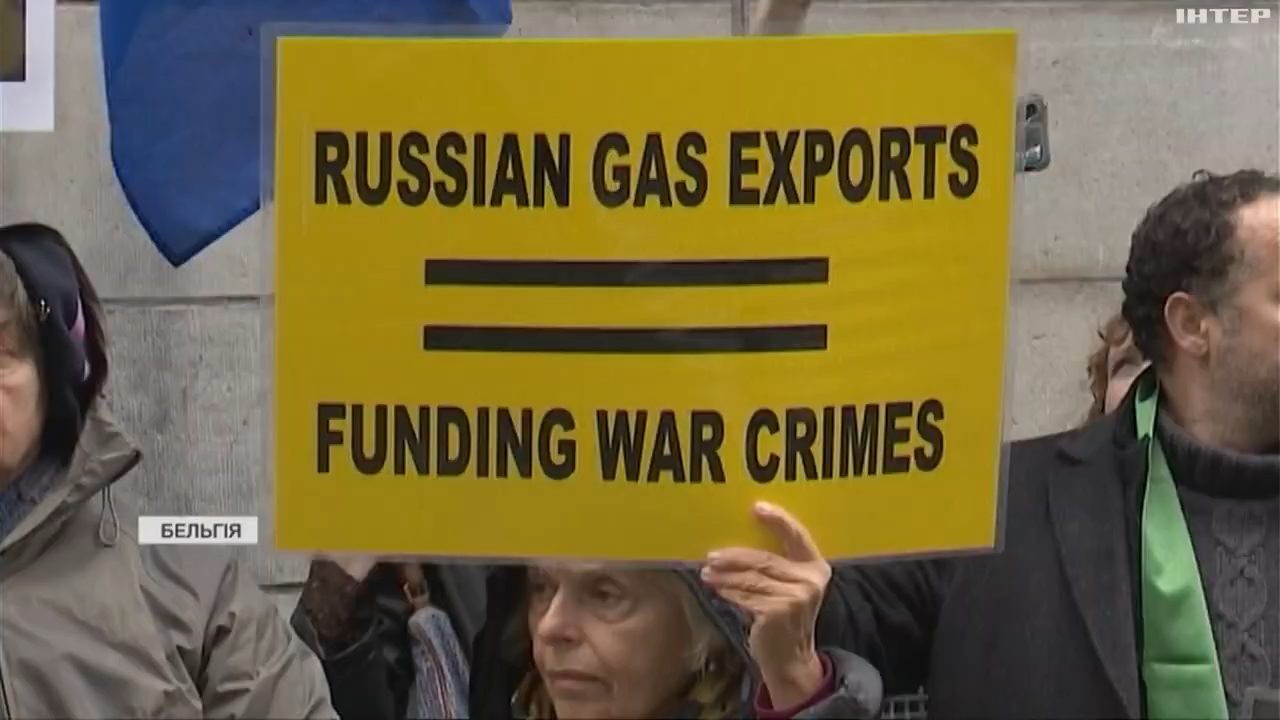 ІНТЕР
RUSSIAN GAS EXPORTS
=
FUNDING WAR CRIMES
БЕЛЬГІЯ